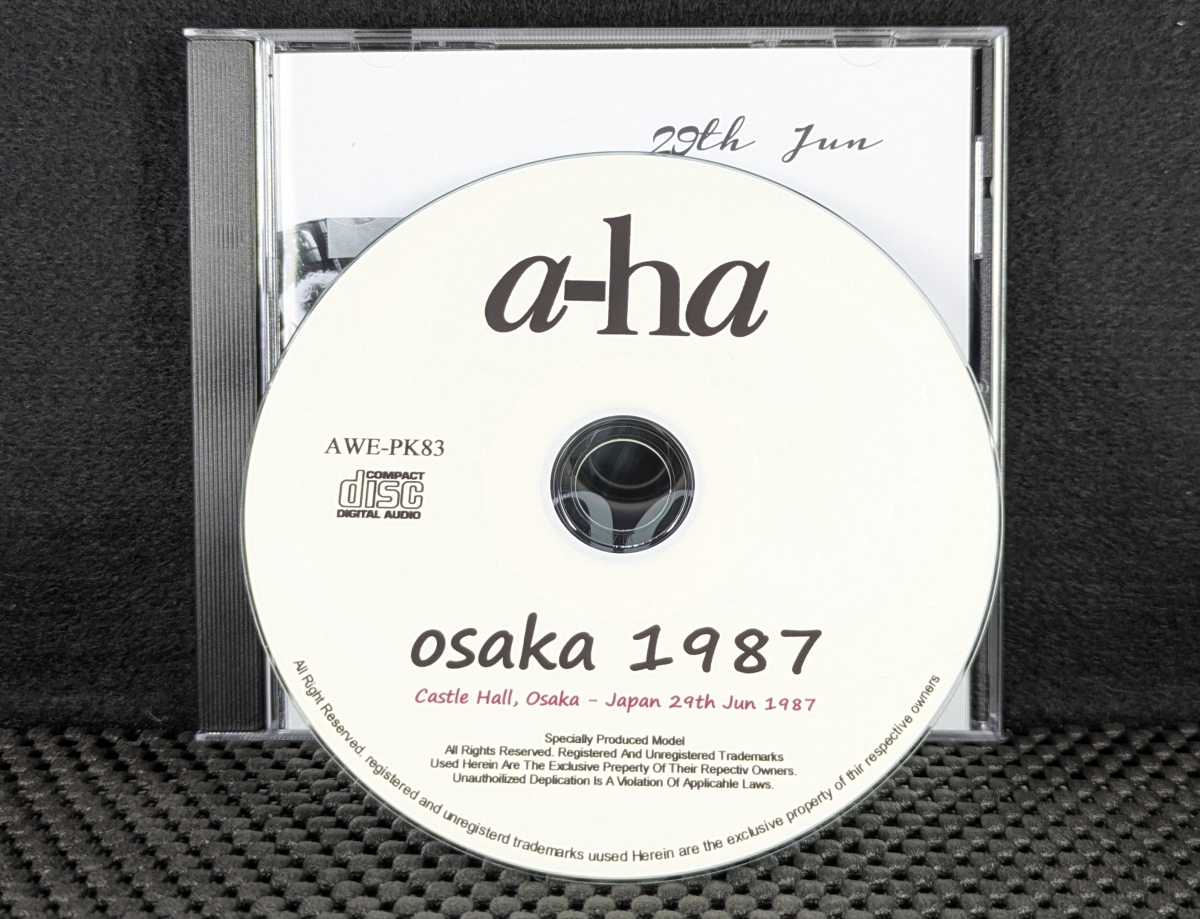 29th Jun
a-ha
AWE-PK83
COMPACT
disc
DIGITAL AUDIO
osaka 1987
Castle Hall, Osaka - Japan 29th Jun 1987
Specially Produced Model
All Rights Reserved. Registered And Unregistered Trademarks
Used Herein Are The Exclusive Preperty Of Their Repectiv Owners.
Unauthoilized Deplication Is A Violation Of Applicahle Laws.
All Right Reserved. registered and unregisterd trademarks uused Herein are the exclusive property of thir respective owners